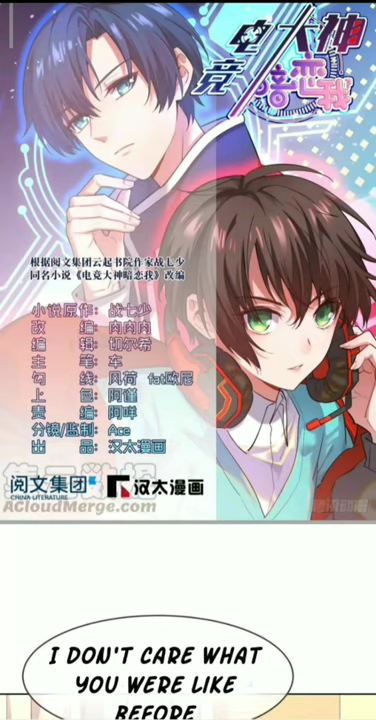 电竞大神
暗恋我
根据阅文集团云起书院作家战七少
同名小说《电竞大神暗恋我》改编
小说原作: 战七少
改 编: 肉肉肉
编 辑: 切尔希
主 笔: 车
勾 线: 风荷 fat欧尼
上 色: 阿谨
责 编: 阿咩
分镜/监制: Ace
出 品: 汉太漫画
阅文集团
CHINA LITERATURE
汉太漫画
ACloudMerge.com
I DON'T CARE WHAT
YOU WERE LIKE
BEFORE